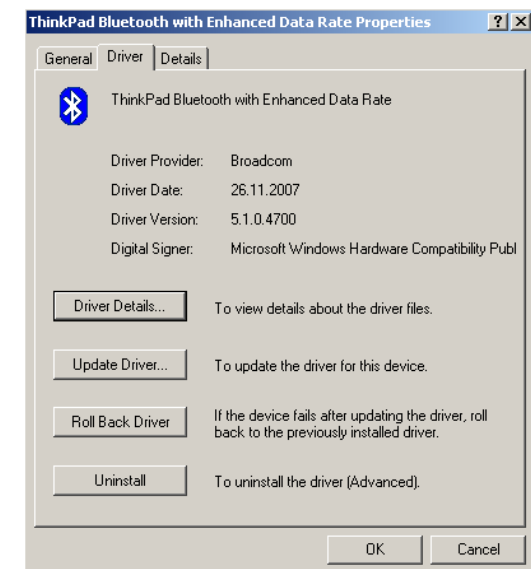 ThinkPad Bluetooth with Enhanced Data Rate Properties
General Driver Details
ThinkPad Bluetooth with Enhanced Data Rate
Driver Provider: Broadcom
Driver Date: 26.11.2007
Driver Version: 5.1.0.4700
Digital Signer: Microsoft Windows Hardware Compatibility Publ
Driver Details... To view details about the driver files.
Update Driver... To update the driver for this device.
Roll Back Driver If the device fails after updating the driver, roll
back to the previously installed driver.
Uninstall To uninstall the driver (Advanced).
OK Cancel